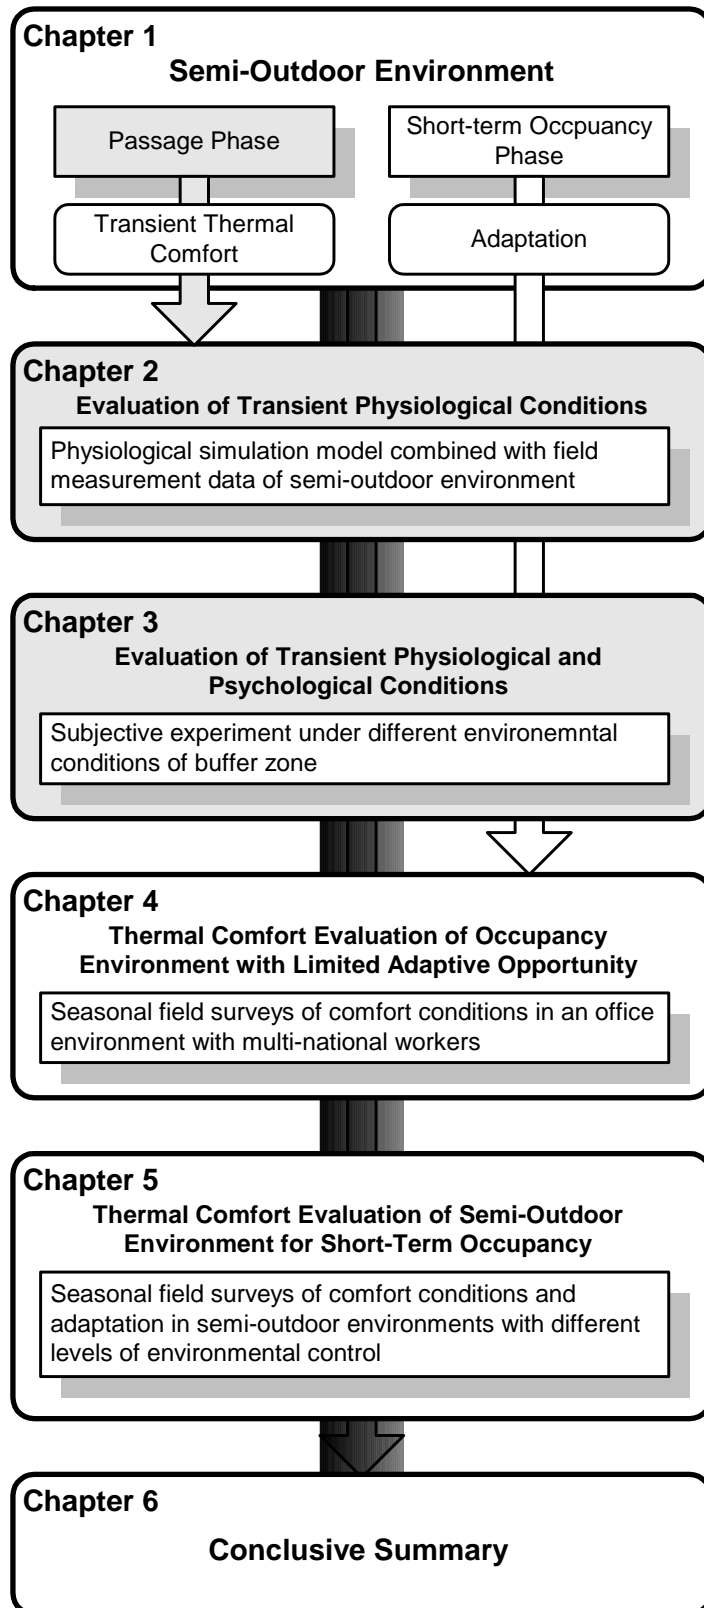 Chapter 1
Semi-Outdoor Environment
Passage Phase
Short-term Occpuancy
Phase
Transient Thermal
Comfort
Adaptation
Chapter 2
Evaluation of Transient Physiological Conditions
Physiological simulation model combined with field
measurement data of semi-outdoor environment
Chapter 3
Evaluation of Transient Physiological and
Psychological Conditions
Subjective experiment under different environemntal
conditions of buffer zone
Chapter 4
Thermal Comfort Evaluation of Occupancy
Environment with Limited Adaptive Opportunity
Seasonal field surveys of comfort conditions in an office
environment with multi-national workers
Chapter 5
Thermal Comfort Evaluation of Semi-Outdoor
Environment for Short-Term Occupancy
Seasonal field surveys of comfort conditions and
adaptation in semi-outdoor environments with different
levels of environmental control
Chapter 6
Conclusive Summary